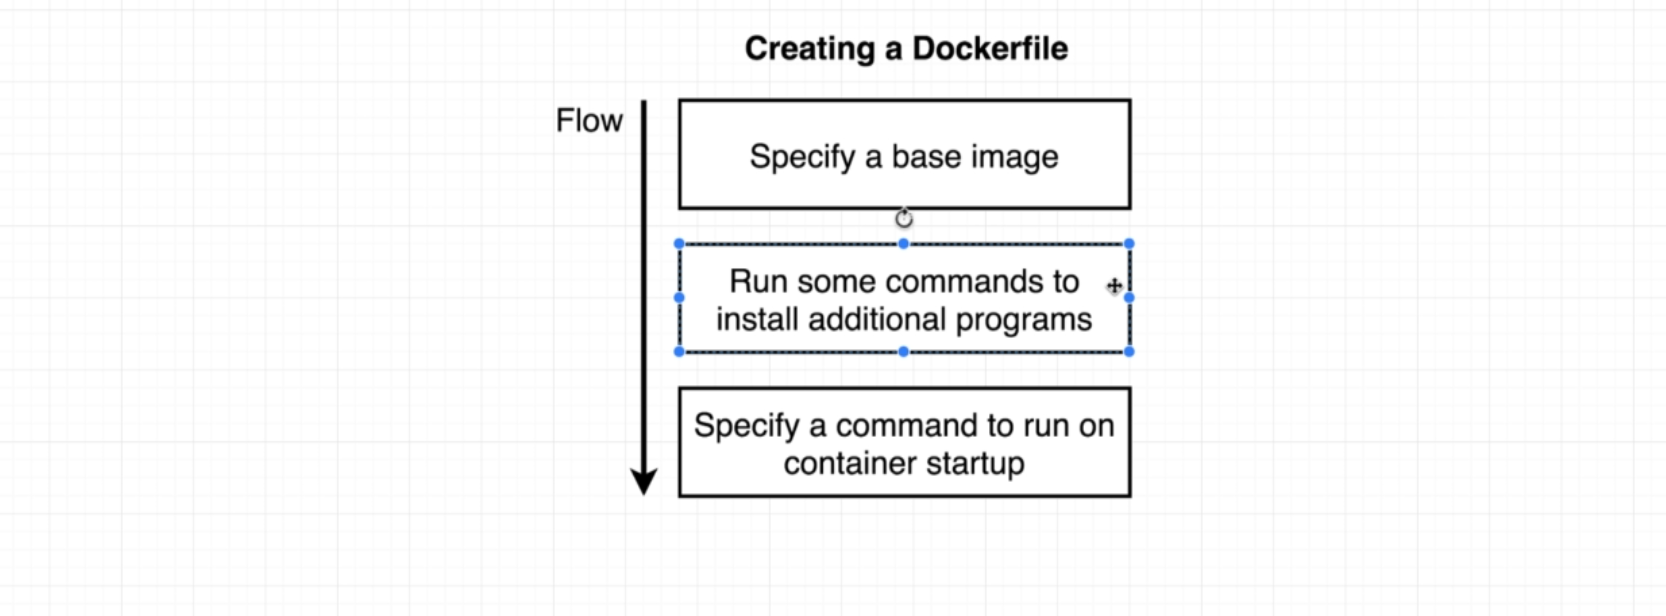 Creating a Dockerfile
Flow
Specify a base image
Run some commands to
install additional programs
Specify a command to run on
container startup